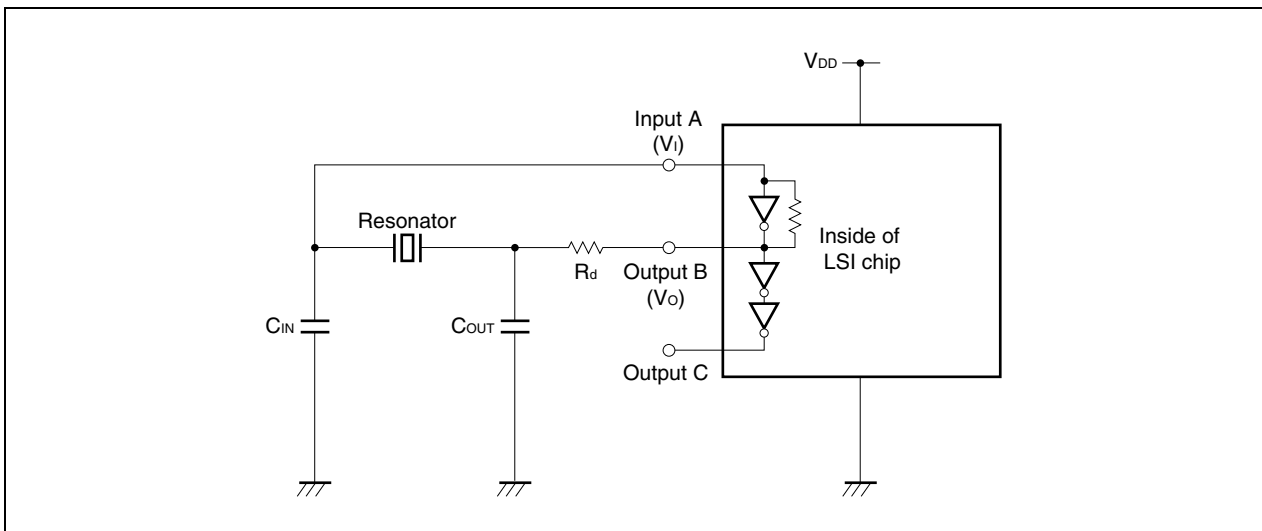 VDD
Input A
(VI)
Resonator
Rd
Output B
(VO)
Inside of
LSI chip
CIN
COUT
Output C